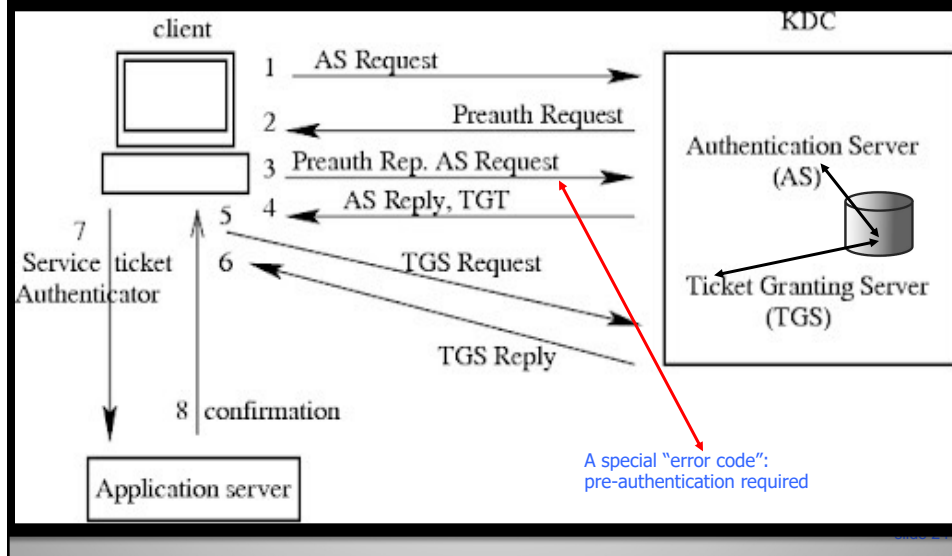 client
KDC
1 AS Request
2 Preauth Request
3 Preauth Rep. AS Request
4 AS Reply, TGT
5 TGS Request
6 TGS Reply
7
Service ticket
Authenticator
8 confirmation
Application server
Authentication Server
(AS)
Ticket Granting Server
(TGS)
A special “error code”:
pre-authentication required